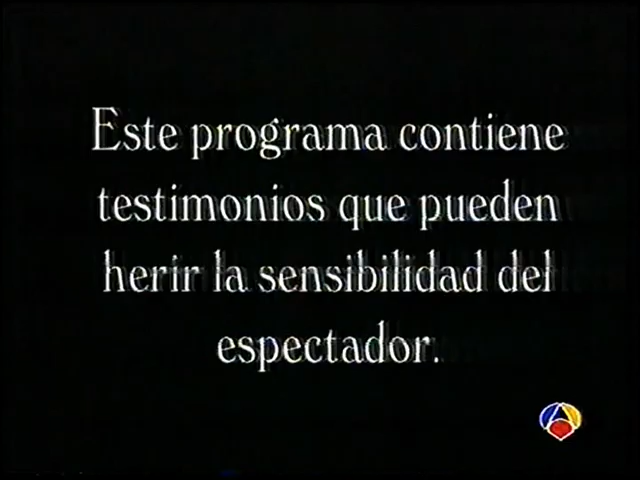 Este programa contiene
testimonios que pueden
herir la sensibilidad del
espectador.